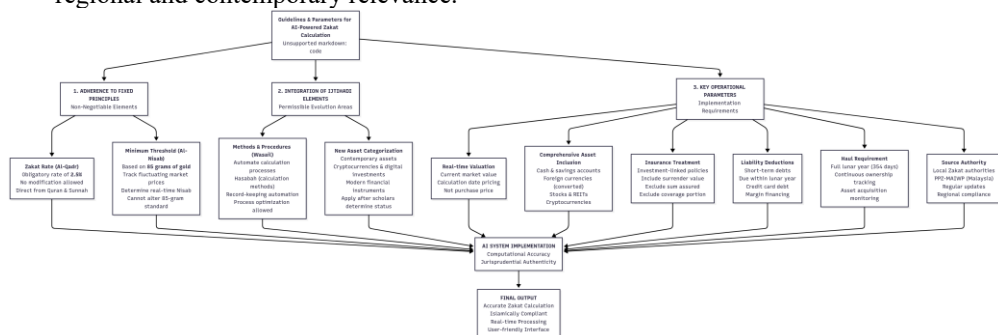 regional and contemporary relevance.
Guidelines & Parameters for
AI-Powered Zakat
Calculation
Unsupported markdown:
code
1. ADHERENCE TO FIXED
PRINCIPLES
Non-Negotiable Elements
2. INTEGRATION OF IJTIHADI
ELEMENTS
Permissible Evolution Areas
3. KEY OPERATIONAL
PARAMETERS
Implementation
Requirements
Zakat Rate (Al-Qadr)
Obligatory rate of 2.5%
No modification allowed
Direct from Quran & Sunnah
Minimum Threshold (Al-
Nisab)
Based on 85 grams of gold
Track fluctuating market
prices
Determine real-time Nisab
Cannot alter 85-gram
standard
Methods & Procedures
(Wasail)
Automate calculation
processes
Hasabah (calculation
methods)
Record-keeping automation
Process optimization
allowed
New Asset Categorization
Contemporary assets
Cryptocurrencies & digital
investments
Modern financial
instruments
Apply after scholars
determine status
Real-time Valuation
Current market value
Calculation date pricing
Not purchase price
Comprehensive Asset
Inclusion
Cash & savings accounts
Foreign currencies
(converted)
Stocks & REITs
Cryptocurrencies
Insurance Treatment
Investment-linked policies
Include surrender value
Exclude sum assured
Exclude coverage portion
Liability Deductions
Short-term debts
Due within lunar year
Credit card debt
Margin financing
Haul Requirement
Full lunar year (354 days)
Continuous ownership
tracking
Asset acquisition
monitoring
Source Authority
Local Zakat authorities
PPZ-MAIWP (Malaysia)
Regular updates
Regional compliance
AI SYSTEM IMPLEMENTATION
Computational Accuracy
Jurisprudential Authenticity
FINAL OUTPUT
Accurate Zakat Calculation
Islamically Compliant
Real-time Processing
User-friendly Interface